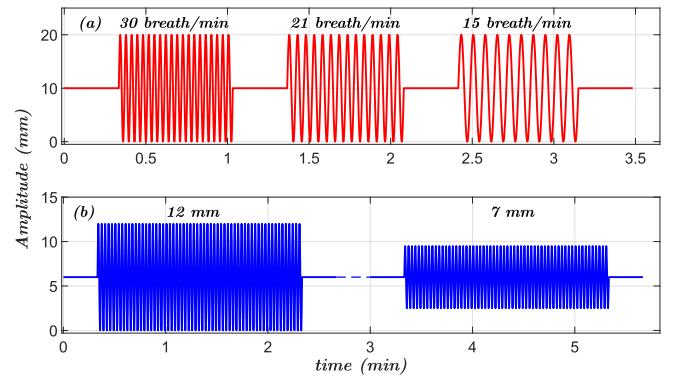 (a) 30 breath/min 21 breath/min 15 breath/min
20
10
0
0 0.5 1 1.5 2 2.5 3 3.5
Amplitude (mm)
(b) 12 mm 7 mm
15
10
5
0
0 1 2 3 4 5
time (min)